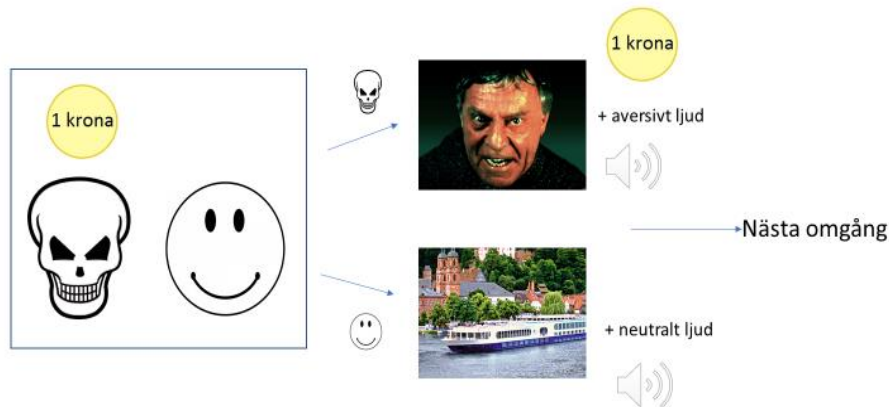 1 krona
1 krona
+ aversivt ljud
Nästa omgång
+ neutralt ljud